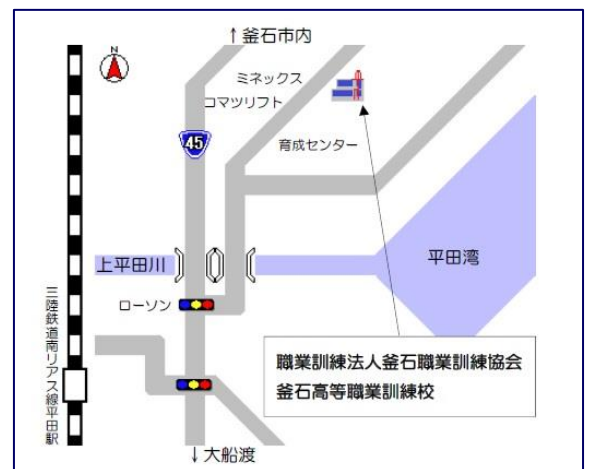 ↑釜石市内
N
ミネックス
コマツリフト
45
育成センター
上平田川
平田湾
ローソン
三陸鉄道南リアス線平田駅
職業訓練法人釜石職業訓練協会
釜石高等職業訓練校
↓大船渡